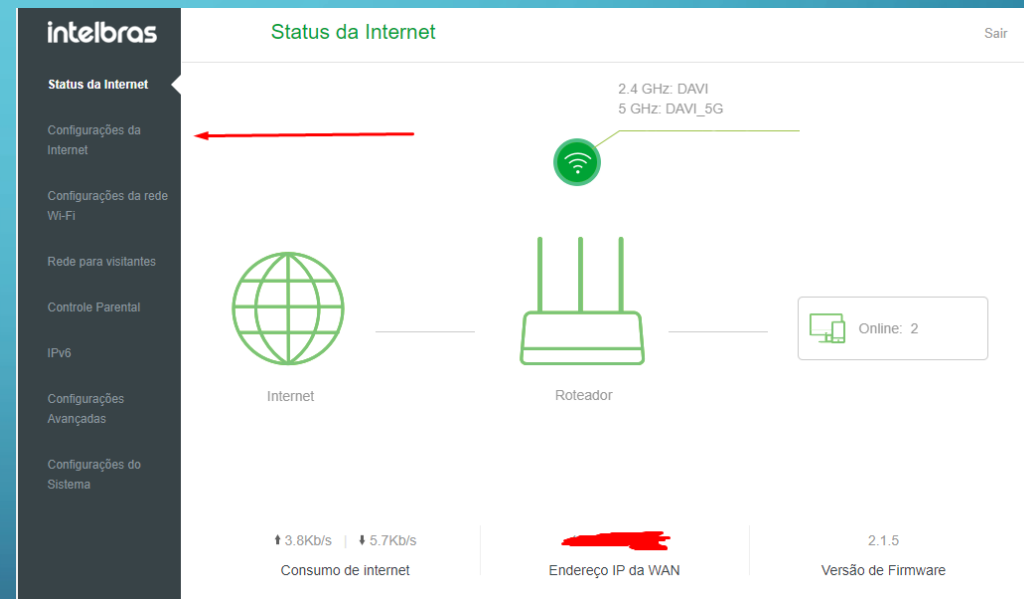 intelbras
Status da Internet
Sair
Status da Internet
Configurações da
Internet
Configurações da rede
Wi-Fi
Rede para visitantes
Controle Parental
IPv6
Configurações
Avançadas
Configurações do
Sistema
2.4 GHz: DAVI
5 GHz: DAVI_5G
Internet
Roteador
Online: 2
3.8Kb/s | 5.7Kb/s
Consumo de internet
Endereço IP da WAN
2.1.5
Versão de Firmware